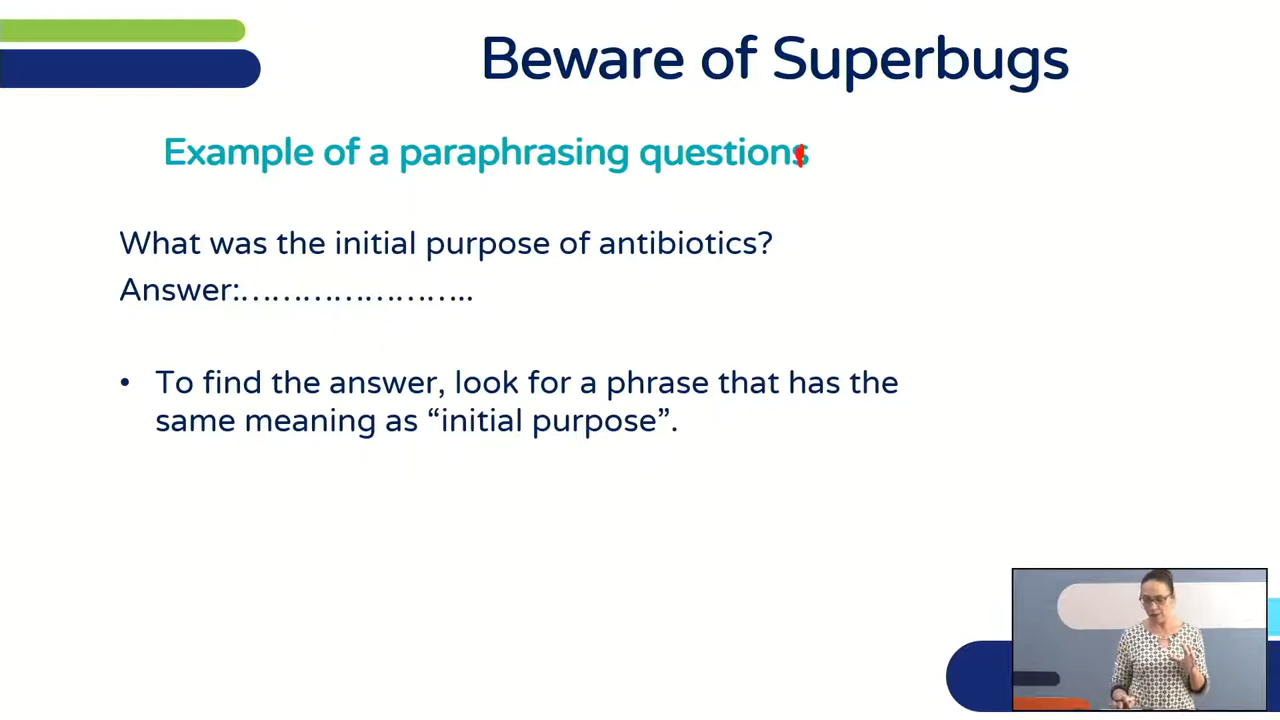 Beware of Superbugs
Example of a paraphrasing questions
What was the initial purpose of antibiotics?
Answer:…………………..
• To find the answer, look for a phrase that has the
same meaning as “initial purpose”.